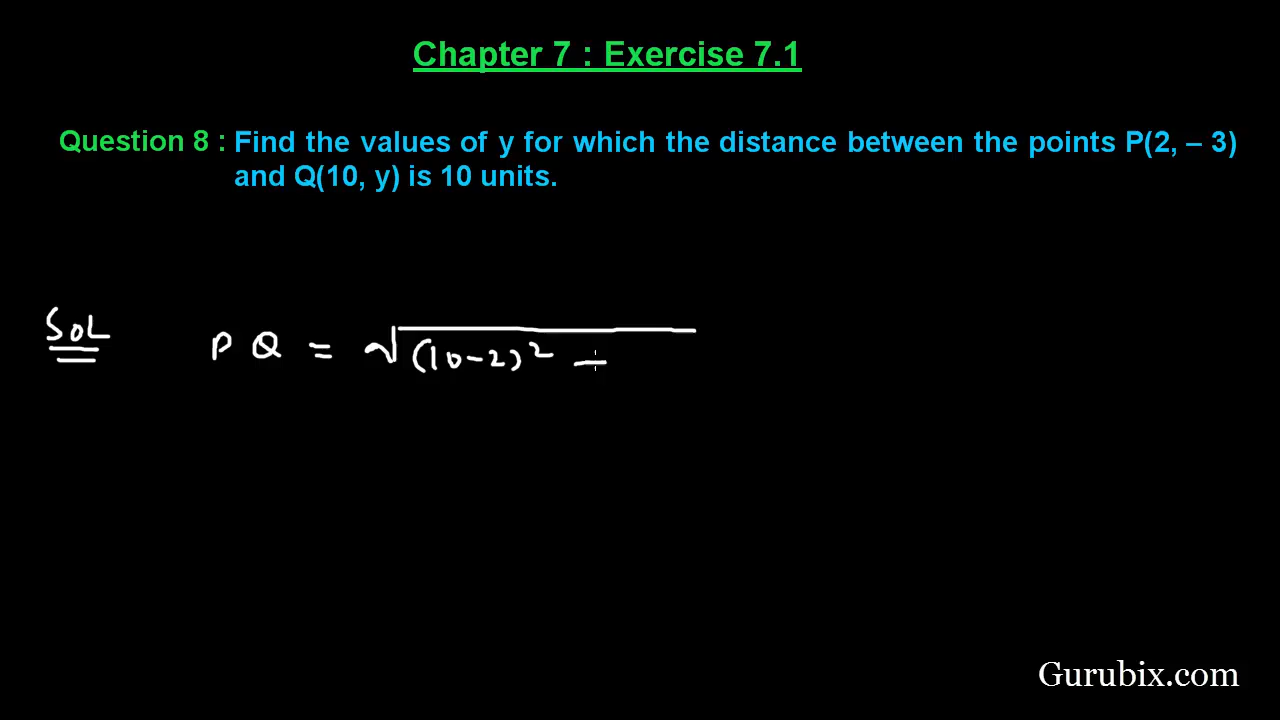 Chapter 7 : Exercise 7.1
Question 8 : Find the values of y for which the distance between the points P(2, – 3)
and Q(10, y) is 10 units.
SOL PQ = √(10-2)² –
Gurubix.com